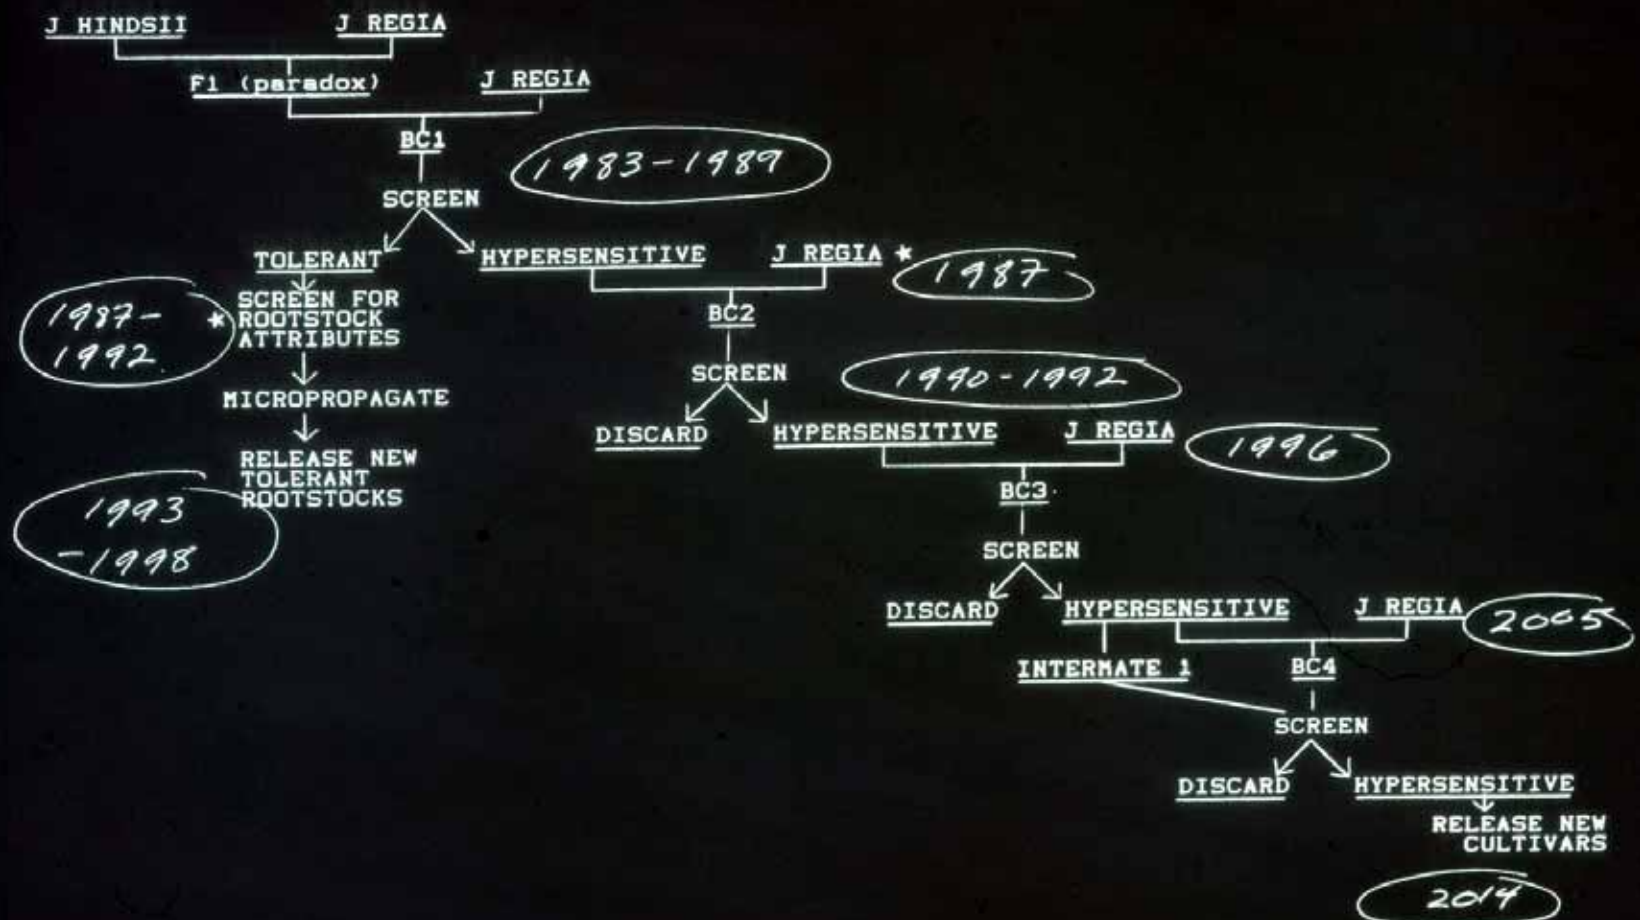 J HINDSII J REGIA
F1 (paradox) J REGIA
BC1
1983-1989
SCREEN
TOLERANT HYPERSENSITIVE J REGIA *
1987
SCREEN FOR
* ROOTSTOCK
ATTRIBUTES
1987-
1992.
BC2
SCREEN
1990-1992
MICROPROPAGATE
DISCARD HYPERSENSITIVE J REGIA
1996
RELEASE NEW
TOLERANT
ROOTSTOCKS
1993
-1998
BC3
SCREEN
DISCARD HYPERSENSITIVE J REGIA
2005
INTERMATE 1 BC4
SCREEN
DISCARD HYPERSENSITIVE
RELEASE NEW
CULTIVARS
2014